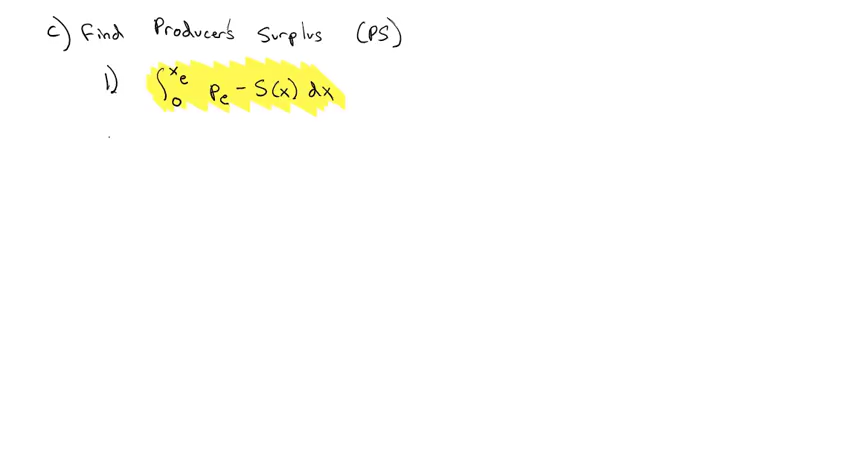 c) Find Producer's Surplus (PS)
1) ∫₀^{xₑ} pₑ - S(x) dx